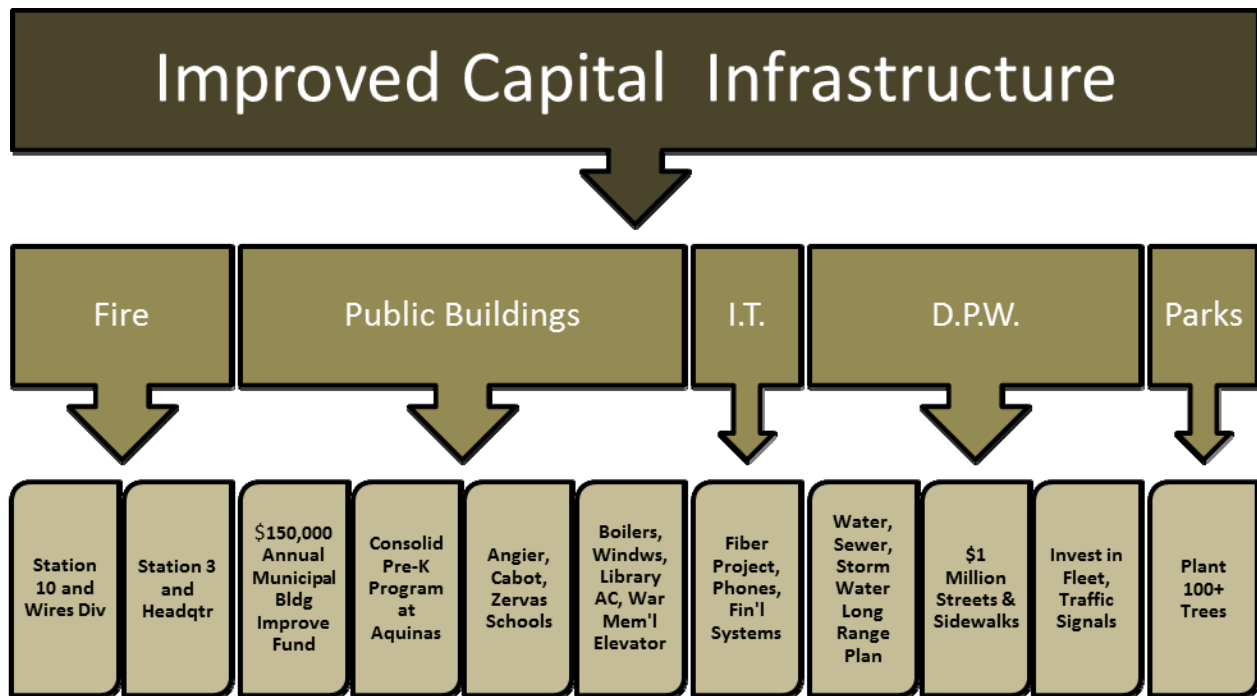 Improved Capital Infrastructure
Fire
Public Buildings
I.T.
D.P.W.
Parks
Station
10 and
Wires Div
Station 3
and
Headqtr
$150,000
Annual
Municipal
Bldg
Improve
Fund
Consolid
Pre-K
Program
at
Aquinas
Angier,
Cabot,
Zervas
Schools
Boilers,
Windws,
Library
AC, War
Mem'l
Elevator
Fiber
Project,
Phones,
Fin'l
Systems
Water,
Sewer,
Storm
Water
Long
Range
Plan
$1
Million
Streets &
Sidewalks
Invest in
Fleet,
Traffic
Signals
Plant
100+
Trees